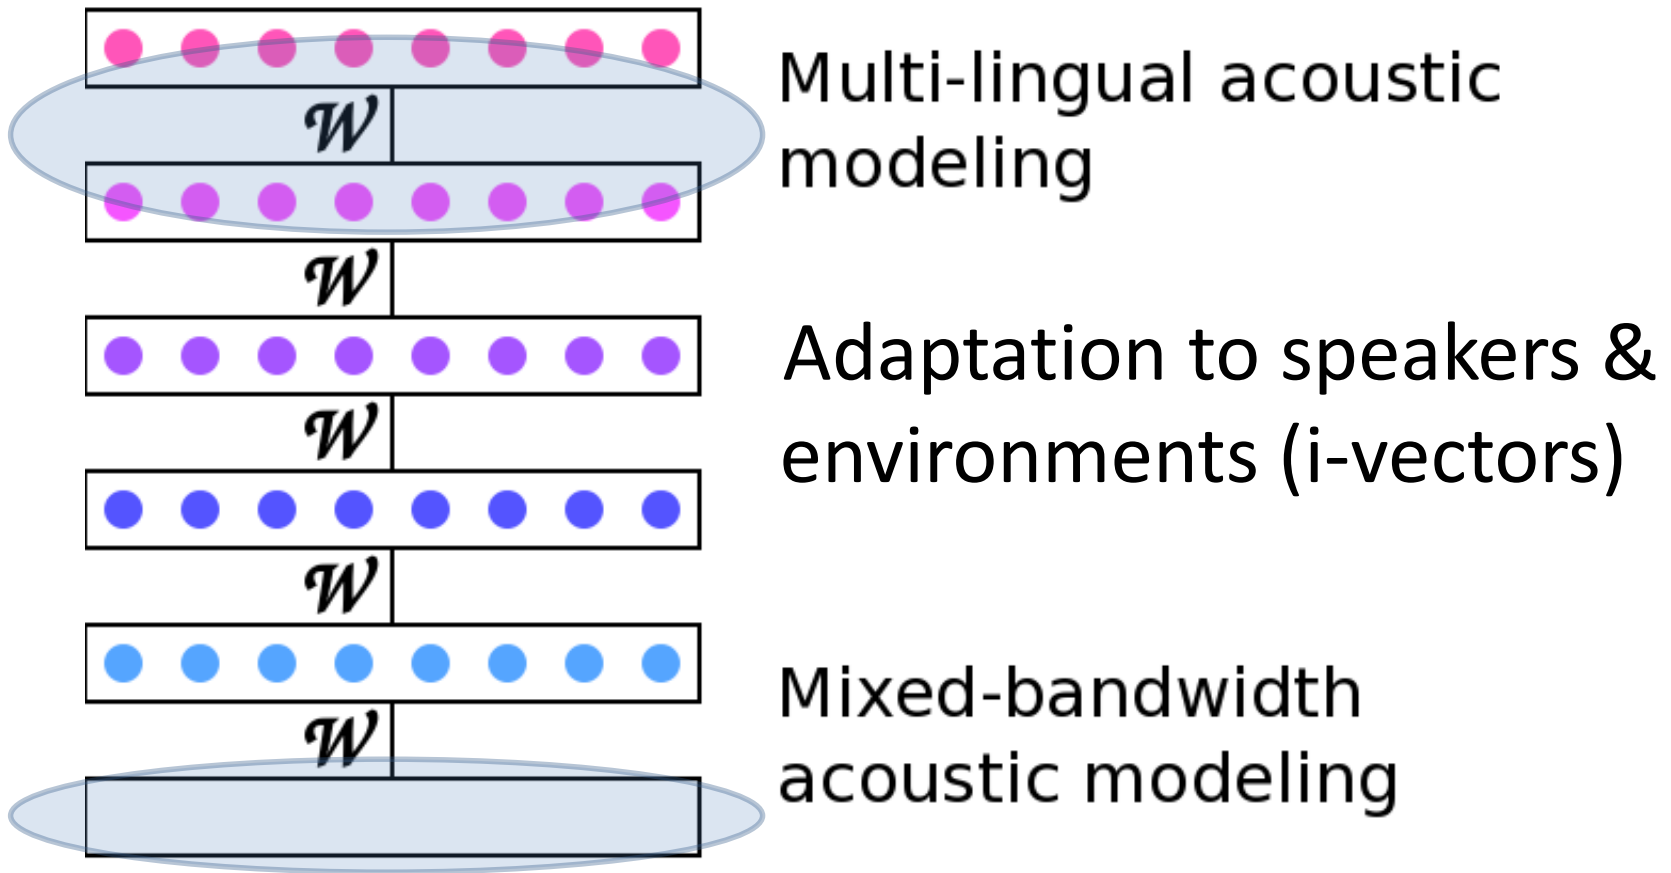 Multi-lingual acoustic
modeling
W
W
Adaptation to speakers &
environments (i-vectors)
W
W
Mixed-bandwidth
acoustic modeling
W